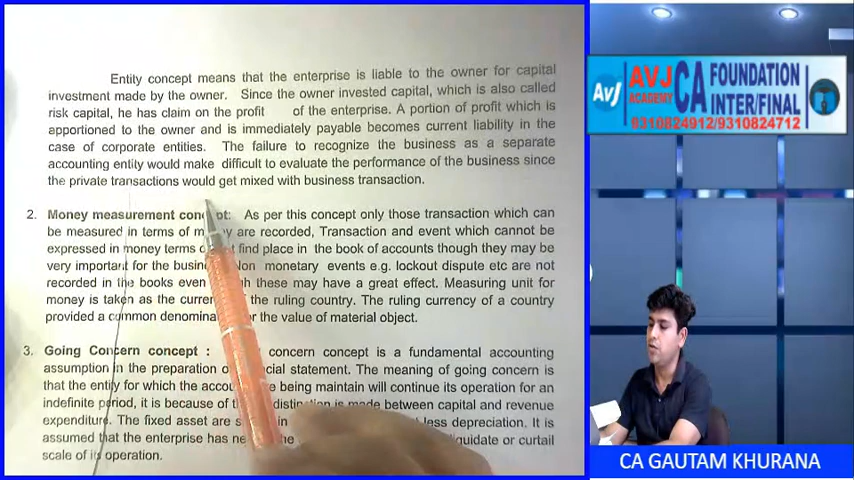 Entity concept means that the enterprise is liable to the owner for capital
investment made by the owner. Since the owner invested capital, which is also called
risk capital, he has claim on the profit of the enterprise. A portion of profit which is
apportioned to the owner and is immediately payable becomes current liability in the
case of corporate entities. The failure to recognize the business as a separate
accounting entity would make difficult to evaluate the performance of the business since
the private transactions would get mixed with business transaction.
2. Money measurement concept: As per this concept only those transaction which can
be measured in terms of are recorded, Transaction and event which cannot be
expressed in money terms find place in the book of accounts though they may be
very important for the Non monetary events e.g. lockout dispute etc are not
recorded in the books even these may have a great effect. Measuring unit for
money is taken as the the ruling country. The ruling currency of a country
provided a common the value of material object.
3. Going Concern concept : concern concept is a fundamental accounting
assumption in the preparation statement. The meaning of going concern is
that the entity for which the being maintain will continue its operation for an
indefinite period, it is because of is made between capital and revenue
expenditure. The fixed asset are less depreciation. It is
assumed that the enterprise has or curtail
scale of its operation.
AVJ
AVJ ACADEMY
CA FOUNDATION
INTER/FINAL
9310824912/9310824712
CA GAUTAM KHURANA